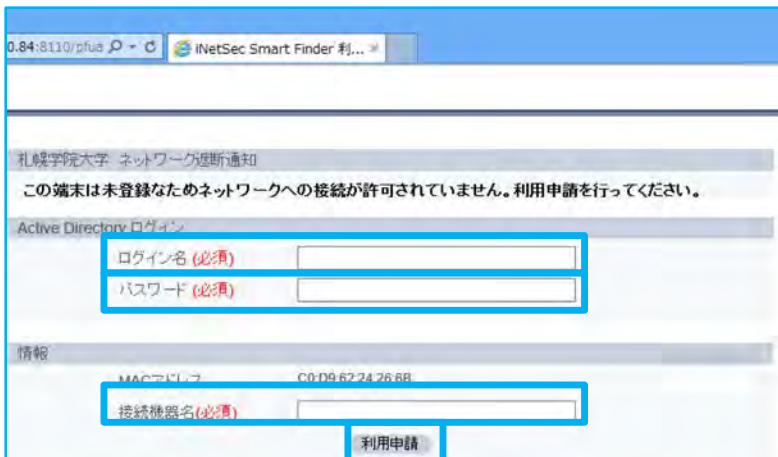 0.84:8110/pfua
iNetSec Smart Finder 利...
札幌学院大学 ネットワーク遮断通知
この端末は未登録なためネットワークへの接続が許可されていません。利用申請を行ってください。
Active Directory ログイン
ログイン名 (必須)
パスワード (必須)
情報
MACアドレス C0:D9:62:24:26:6B
接続機器名(必須)
利用申請